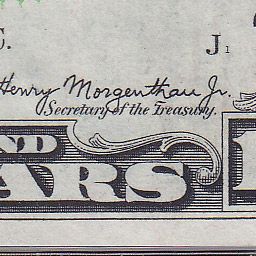 C.
J1
Henry Morgenthau Jr.
Secretary of the Treasury.
ND
ARS